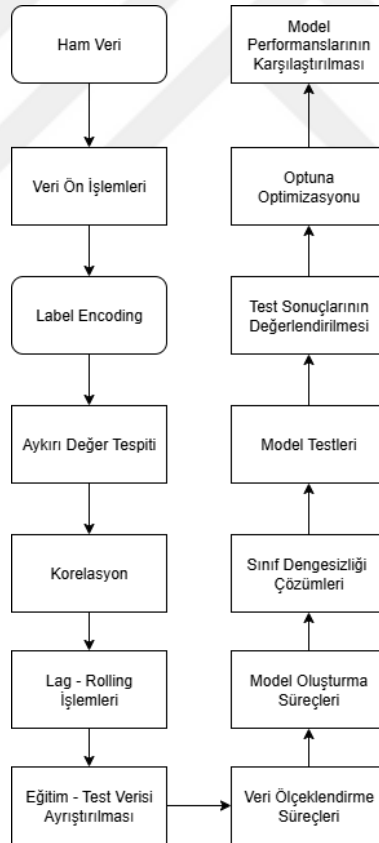 Ham Veri
Veri Ön İşlemleri
Label Encoding
Aykırı Değer Tespiti
Korelasyon
Lag - Rolling
İşlemleri
Eğitim - Test Verisi
Ayrıştırılması
Veri Ölçeklendirme
Süreçleri
Model Oluşturma
Süreçleri
Sınıf Dengesizliği
Çözümleri
Model Testleri
Test Sonuçlarının
Değerlendirilmesi
Optuna
Optimizasyonu
Model
Performanslarının
Karşılaştırılması